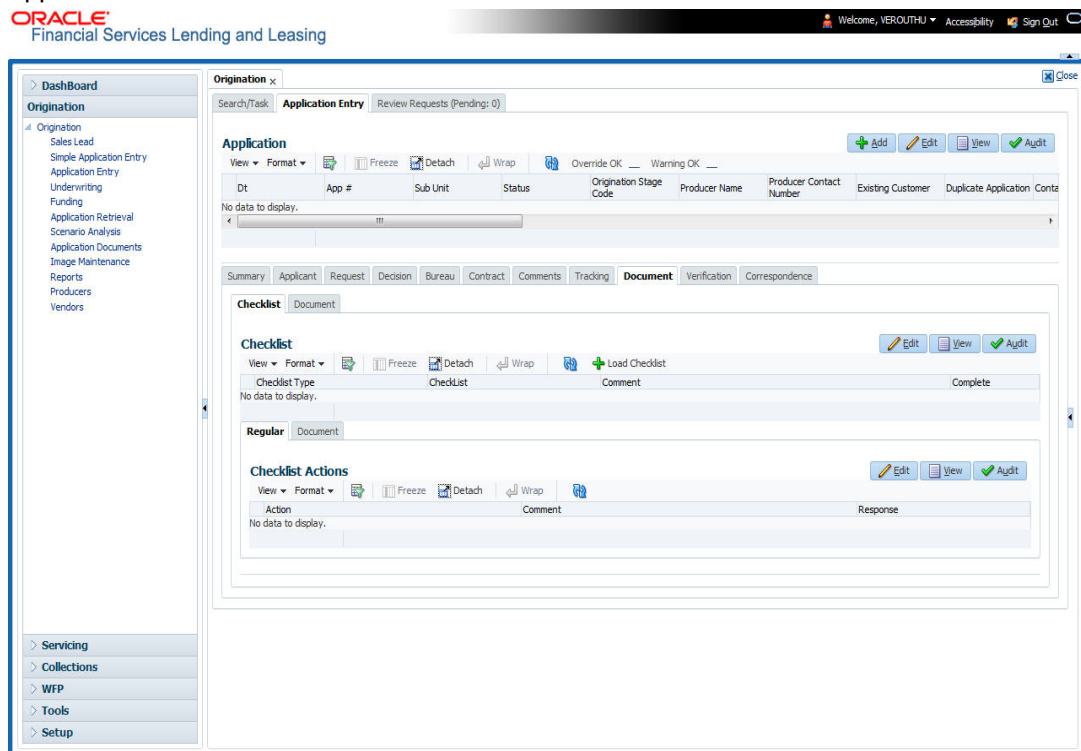 ORACLE
Financial Services Lending and Leasing
Welcome, VEROUTHU Accessibility Sign Out
Close
DashBoard
Origination
Origination
Sales Lead
Simple Application Entry
Application Entry
Underwriting
Funding
Application Retrieval
Scenario Analysis
Application Documents
Image Maintenance
Reports
Producers
Vendors
Servicing
Collections
WFP
Tools
Setup
Origination x
Search/Task Application Entry Review Requests (Pending: 0)
Application
Add Edit View Audit
View Format Freeze Detach Wrap Override OK __ Warning OK __
Dt App # Sub Unit Status Origination Stage Code Producer Name Producer Contact Number Existing Customer Duplicate Application Conta
No data to display.
Summary Applicant Request Decision Bureau Contract Comments Tracking Document Verification Correspondence
Checklist Document
Checklist
Edit View Audit
View Format Freeze Detach Wrap Load Checklist
Checklist Type CheckList Comment Complete
No data to display.
Regular Document
Checklist Actions
Edit View Audit
View Format Freeze Detach Wrap
Action Comment Response
No data to display.